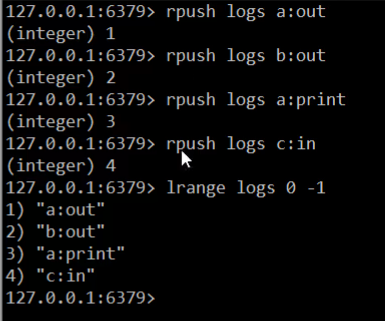 127.0.0.1:6379> rpush logs a:out
(integer) 1
127.0.0.1:6379> rpush logs b:out
(integer) 2
127.0.0.1:6379> rpush logs a:print
(integer) 3
127.0.0.1:6379> rpush logs c:in
(integer) 4
127.0.0.1:6379> lrange logs 0 -1
1) "a:out"
2) "b:out"
3) "a:print"
4) "c:in"
127.0.0.1:6379>